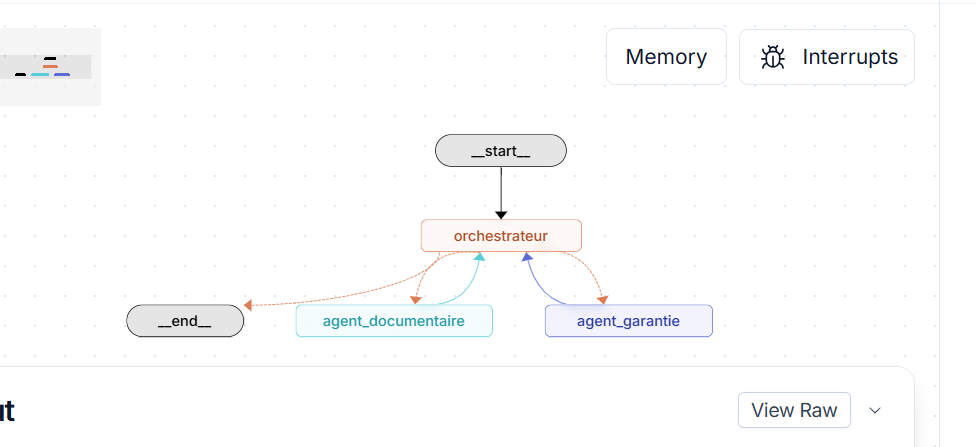 Memory
Interrupts
__start__
orchestrateur
__end__
agent_documentaire
agent_garantie
View Raw